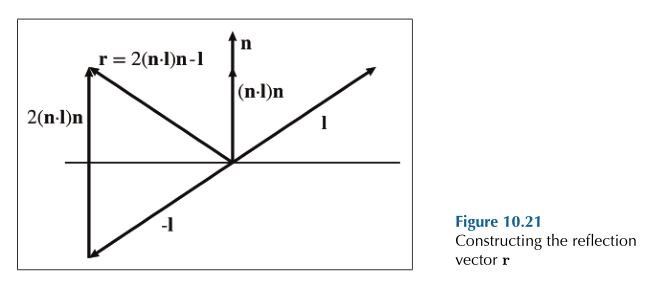 n
r = 2(n·l)n-l
(n·l)n
2(n·l)n
l
-l
Figure 10.21
Constructing the reflection
vector r